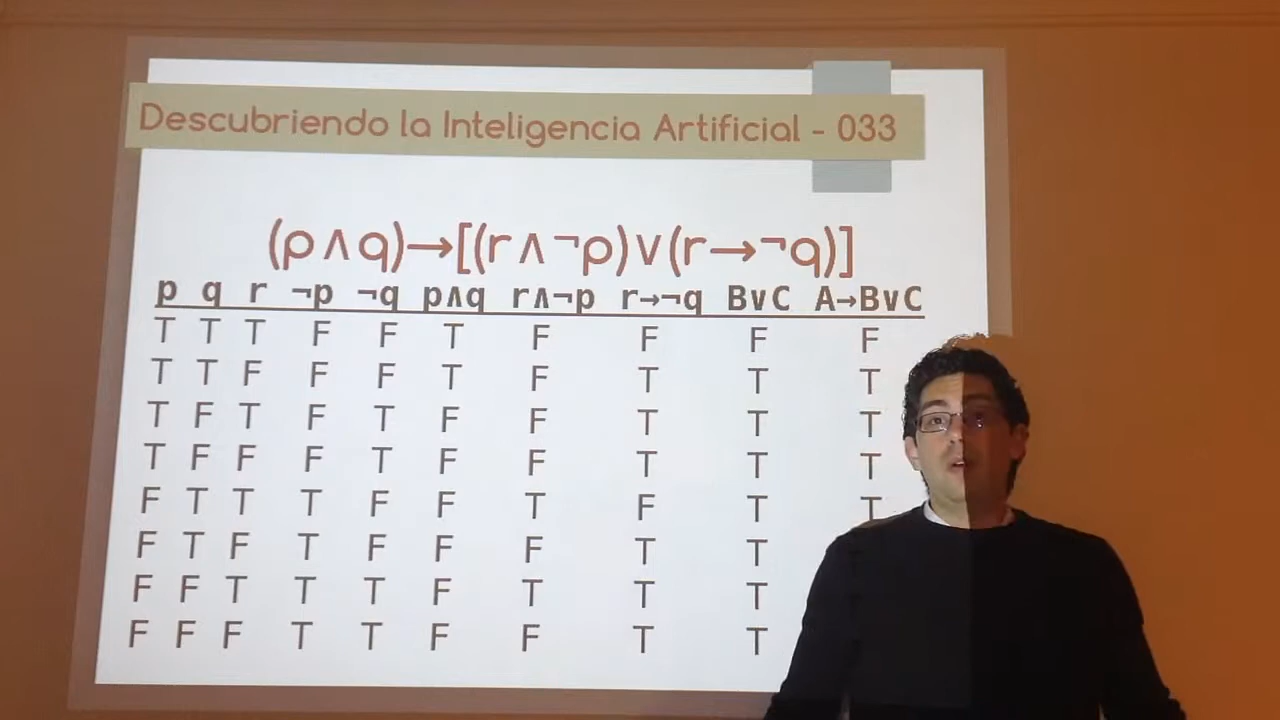 Descubriendo la Inteligencia Artificial - 033
(p∧q)→[(r∧¬p)∨(r→¬q)]
p q r ¬p ¬q p∧q r∧¬p r→¬q B∨C A→B∨C
T T T F F T F F F F
T T F F F T F T T T
T F T F T F F T T T
T F F F T F F T T T
F T T T F F T F T T
F T F T F F F T T
F F T T T F T T T
F F F T T F F T T